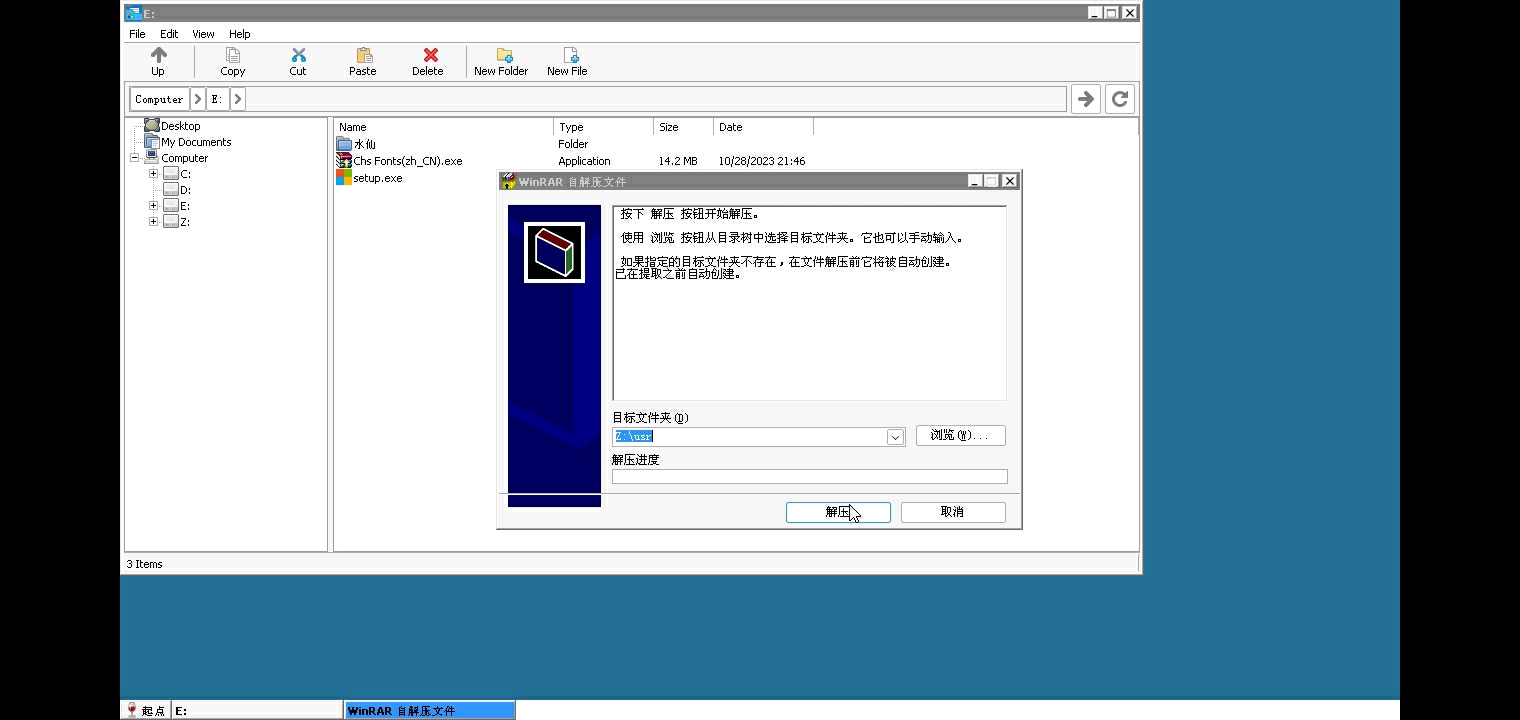 E:
File Edit View Help
Up Copy Cut Paste Delete New Folder New File
Computer E:
Desktop
My Documents
Computer
C:
D:
E:
Z:
Name Type Size Date
水仙 Folder
Chs Fonts(zh_CN).exe Application 14.2 MB 10/28/2023 21:46
setup.exe
WinRAR 自解压文件
按下 解压 按钮开始解压。
使用 浏览 按钮从目录树中选择目标文件夹。它也可以手动输入。
如果指定的目标文件夹不存在，在文件解压前它将被自动创建。
已在提取之前自动创建。
目标文件夹(D)
Z:\usr
浏览(W)...
解压进度
解压 取消
3 Items
起点 E: WinRAR 自解压文件